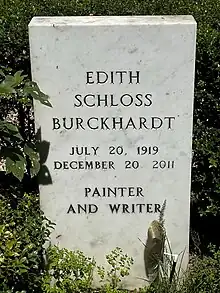 EDITH
SCHLOSS
BURCKHARDT
JULY 20, 1919
DECEMBER 20 2011
PAINTER
AND WRITER